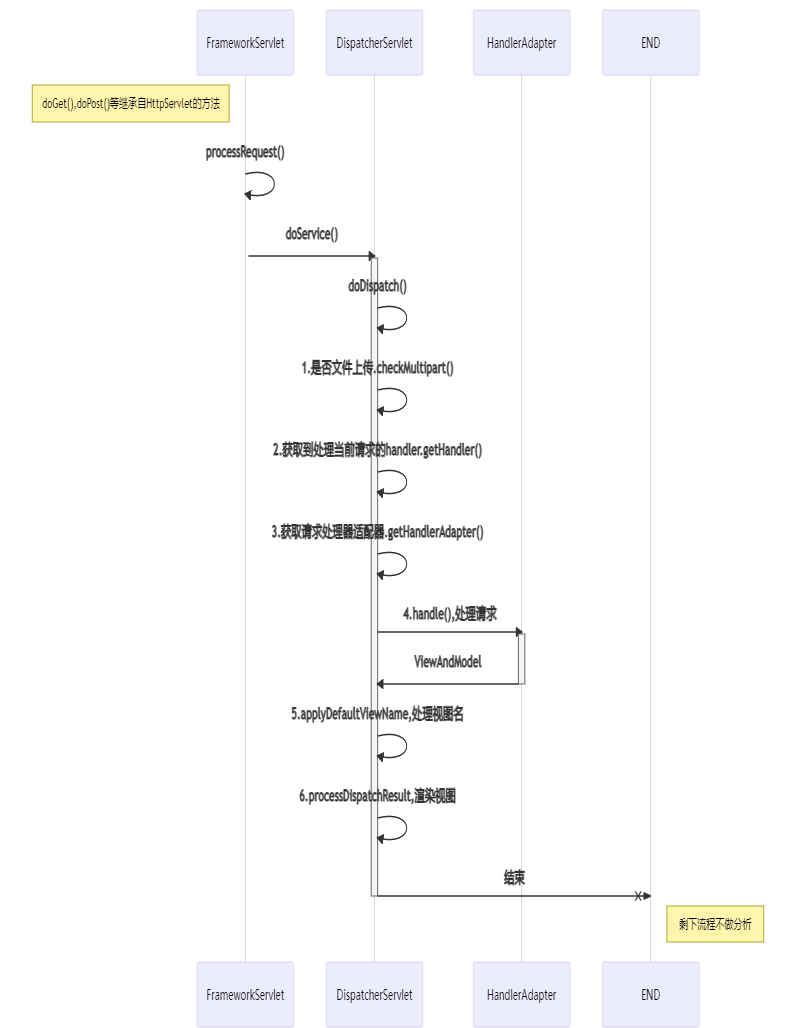 FrameworkServlet
DispatcherServlet
HandlerAdapter
END
doGet(),doPost()等继承自HttpServlet的方法
processRequest()
doService()
doDispatch()
1.是否文件上传.checkMultipart()
2.获取到处理当前请求的handler.getHandler()
3.获取请求处理器适配器.getHandlerAdapter()
4.handle(),处理请求
ViewAndModel
5.applyDefaultViewName,处理视图名
6.processDispatchResult,渲染视图
结束
剩下流程不做分析
FrameworkServlet
DispatcherServlet
HandlerAdapter
END